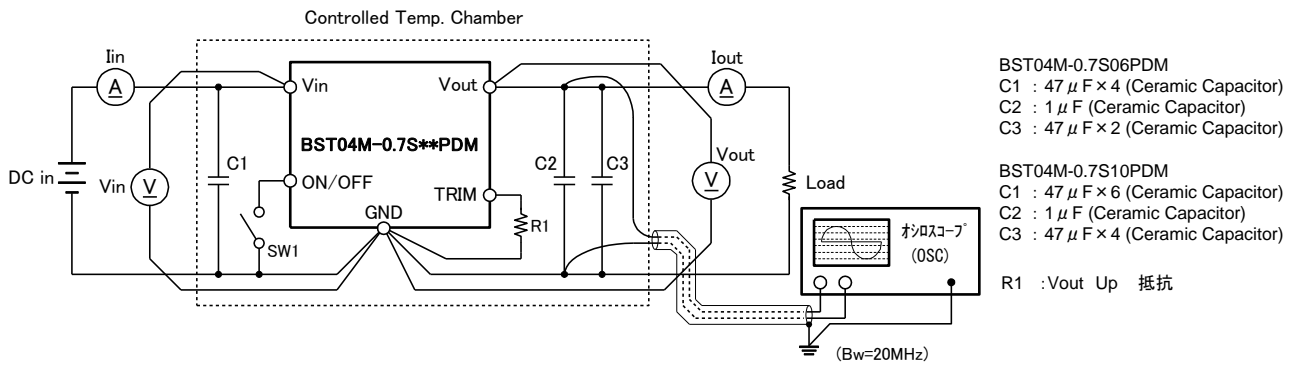 Controlled Temp. Chamber
Iin
A
Vin
Vout
Iout
A
BST04M-0.7S**PDM
C1
DC in
Vin
V
ON/OFF
TRIM
GND
SW1
R1
C2
C3
Vout
V
Load
オシロスコープ
(OSC)
(Bw=20MHz)
BST04M-0.7S06PDM
C1 : 47μF×4 (Ceramic Capacitor)
C2 : 1μF (Ceramic Capacitor)
C3 : 47μF×2 (Ceramic Capacitor)
BST04M-0.7S10PDM
C1 : 47μF×6 (Ceramic Capacitor)
C2 : 1μF (Ceramic Capacitor)
C3 : 47μF×4 (Ceramic Capacitor)
R1 :Vout Up 抵抗